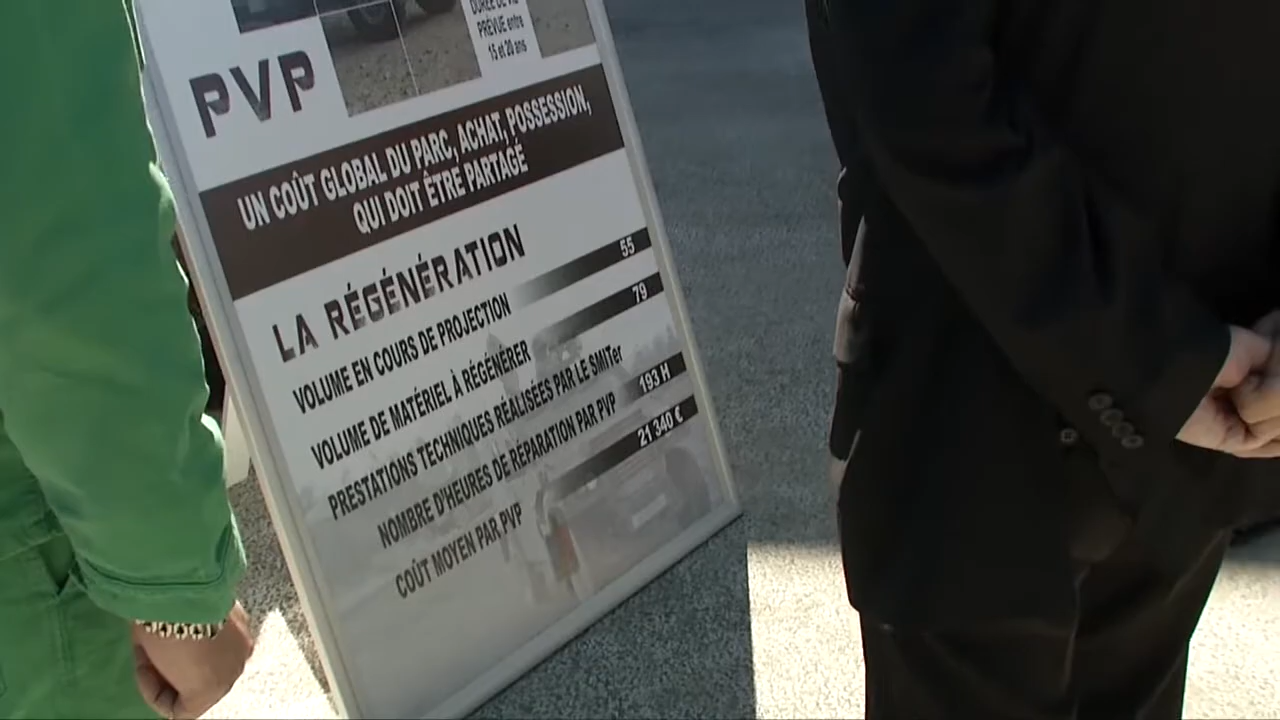 DURÉE DE VIE
PRÉVUE entre
15 et 20 ans
PVP
UN COÛT GLOBAL DU PARC, ACHAT, POSSESSION,
QUI DOIT ÊTRE PARTAGÉ
LA RÉGÉNÉRATION
VOLUME EN COURS DE PROJECTION 55
VOLUME DE MATÉRIEL À RÉGÉNÉRER 79
PRESTATIONS TECHNIQUES RÉALISÉES PAR LE SMITer
NOMBRE D'HEURES DE RÉPARATION PAR PVP 193 H
COÛT MOYEN PAR PVP 21 340 €